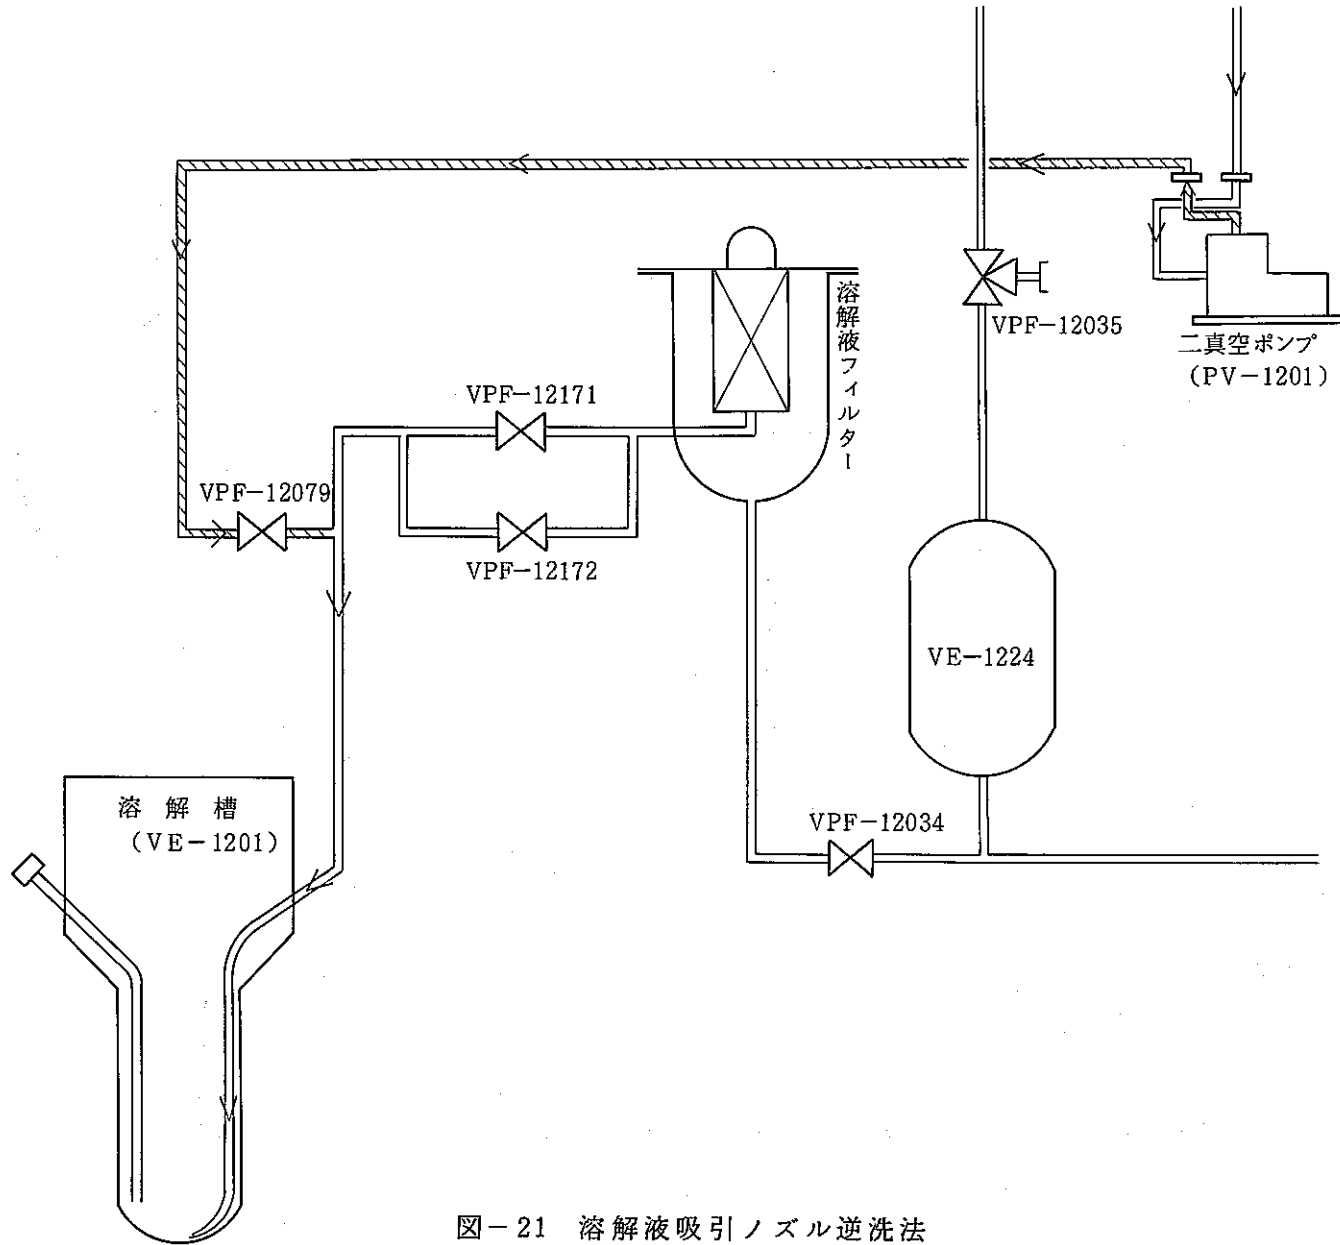 VPF-12035
二真空ポンプ
(PV-1201)
溶解液フィルター
VPF-12171
VPF-12079
VPF-12172
VE-1224
溶解槽
(VE-1201)
VPF-12034
図-21 溶解液吸引ノズル逆洗法